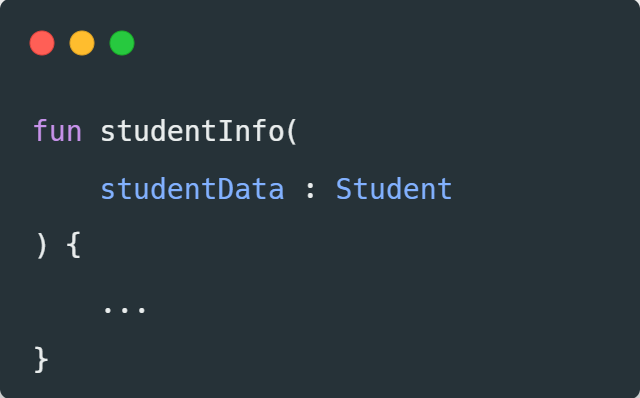 fun studentInfo(
    studentData : Student
) {
    ...
}